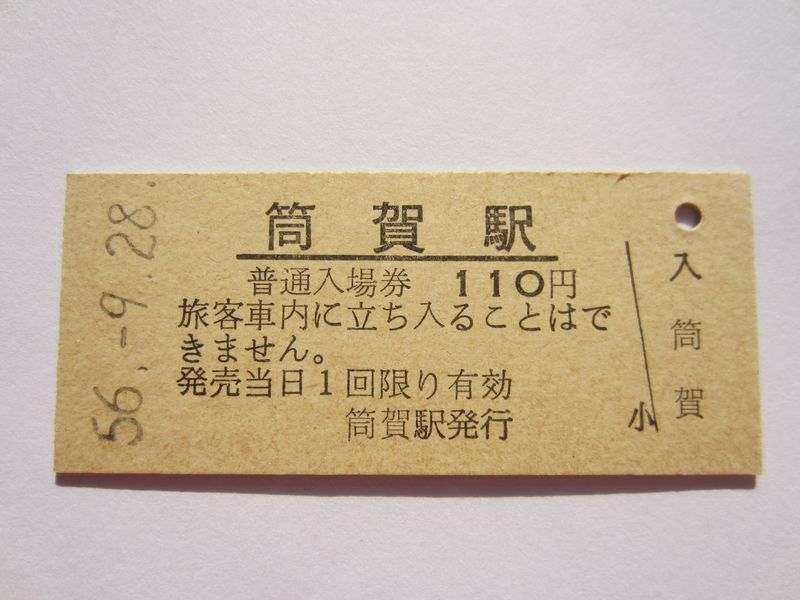 筒賀駅
普通入場券 110円
旅客車内に立ち入ることはで
きません。
発売当日1回限り有効
筒賀駅発行
56.-9.28.
小
入
筒
賀